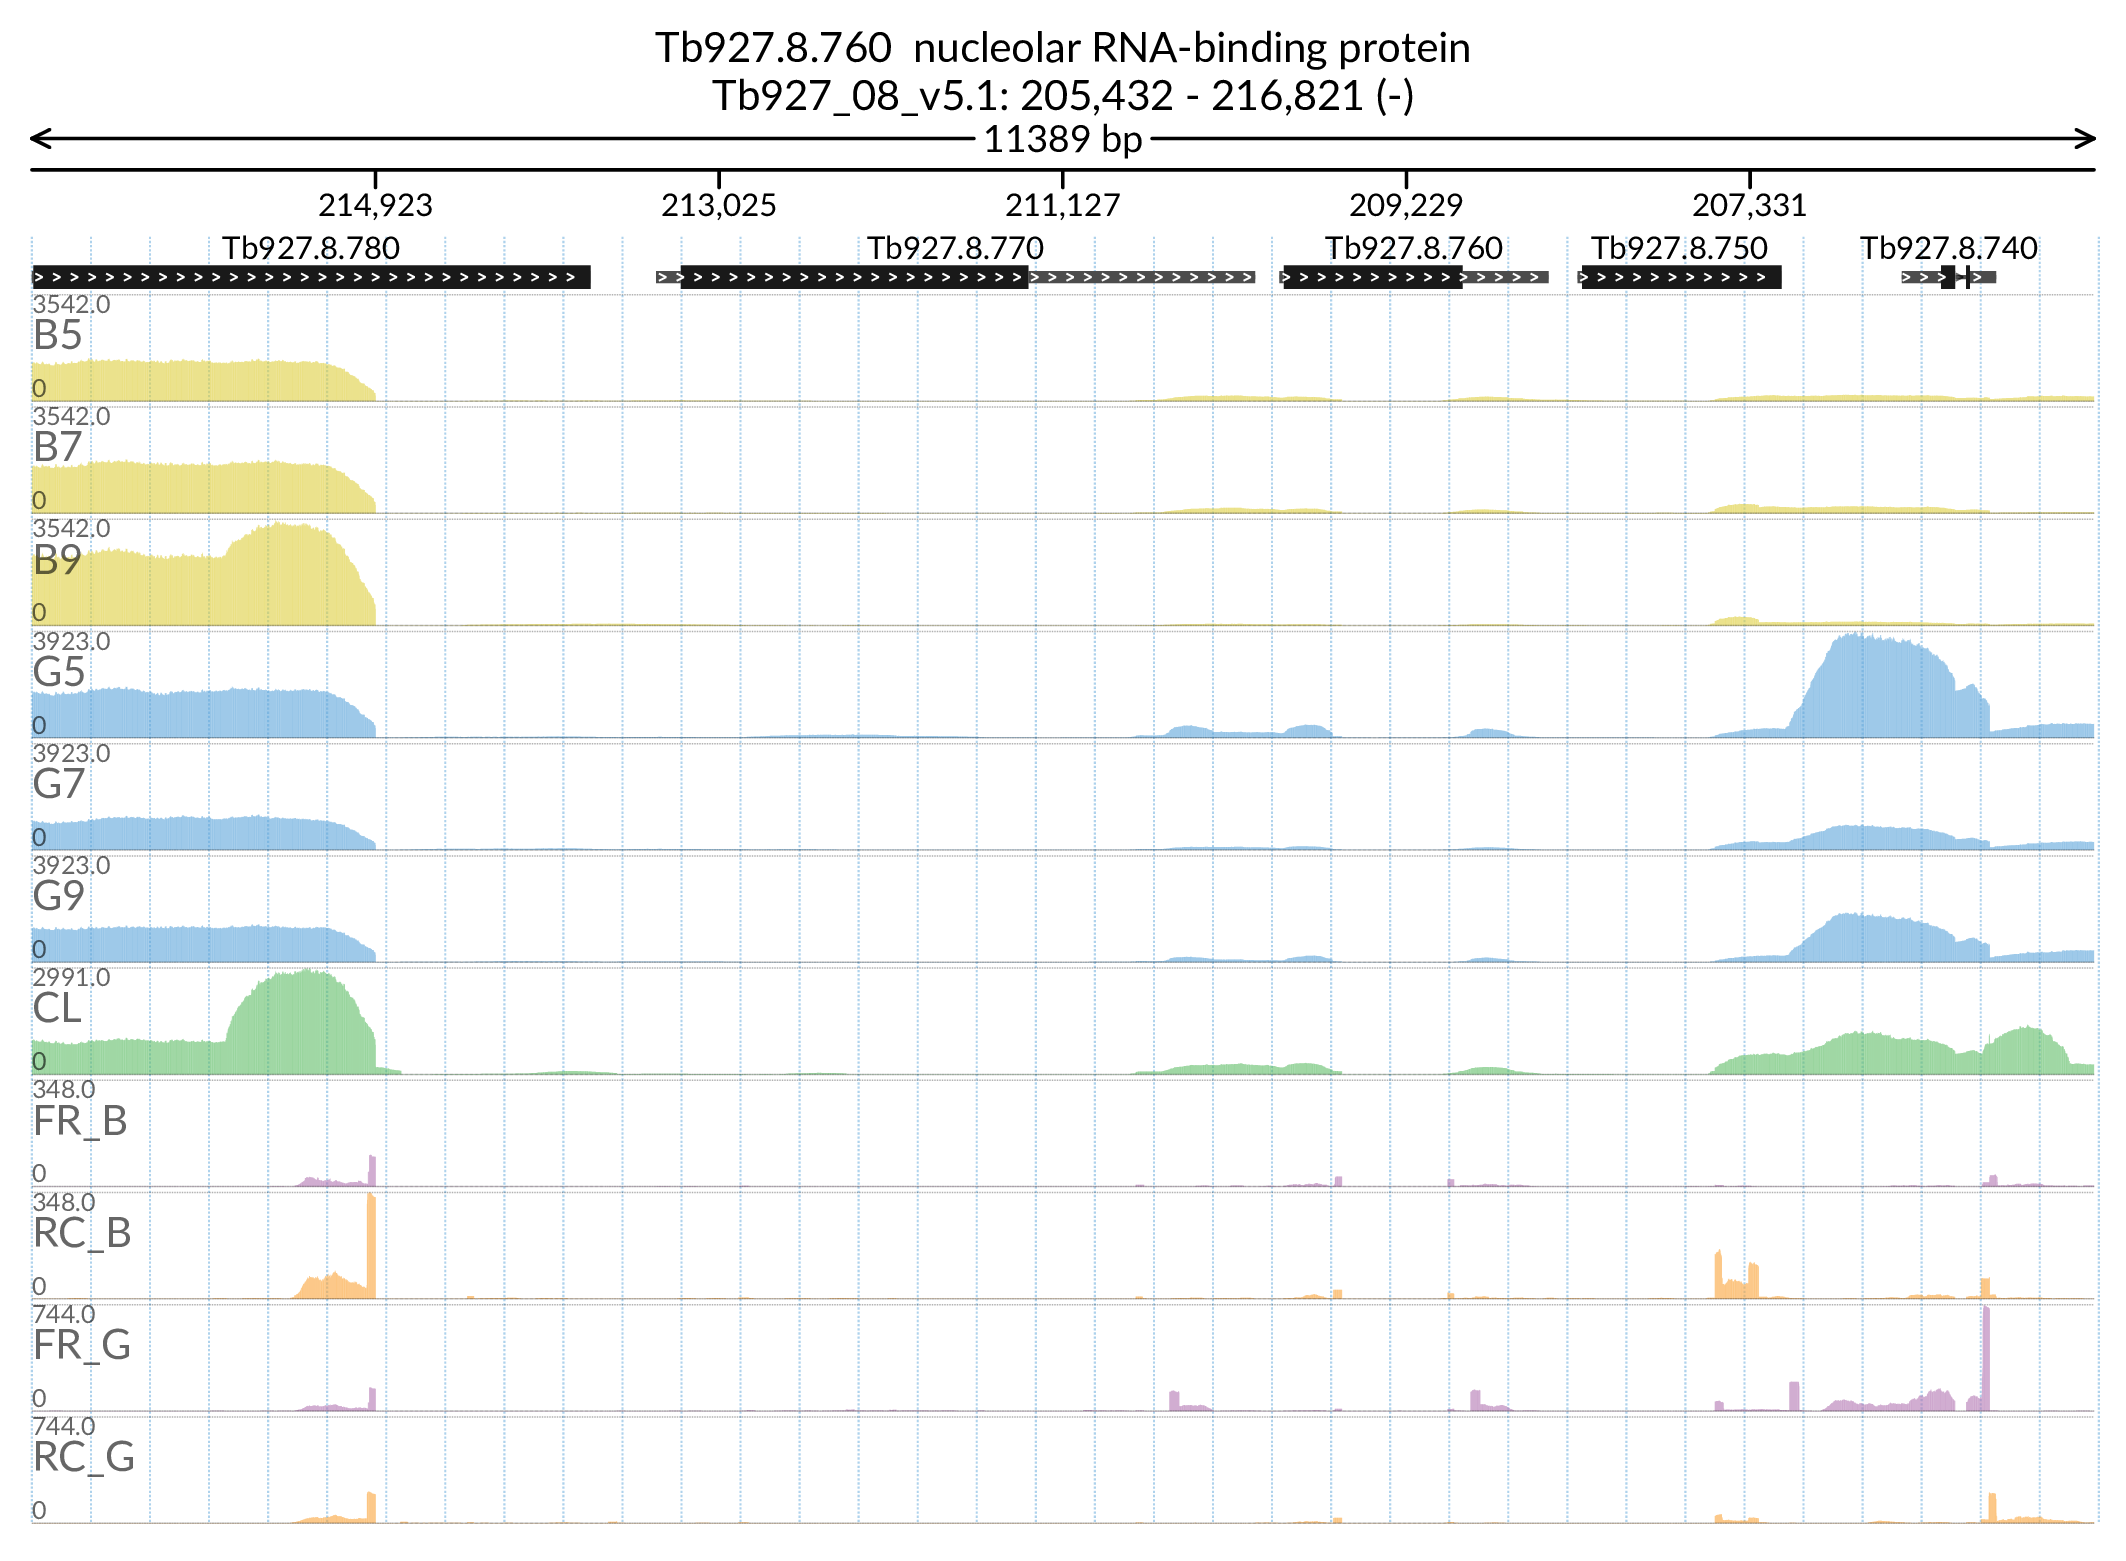 Tb927.8.760 nucleolar RNA-binding protein
Tb927_08_v5.1: 205,432 - 216,821 (-)
11389 bp
214,923 213,025 211,127 209,229 207,331
Tb927.8.780 Tb927.8.770 Tb927.8.760 Tb927.8.750 Tb927.8.740
3542.0
B5
0
3542.0
B7
0
3542.0
B9
0
3923.0
G5
0
3923.0
G7
0
3923.0
G9
0
2991.0
CL
0
348.0
FR_B
0
348.0
RC_B
0
744.0
FR_G
0
744.0
RC_G
0